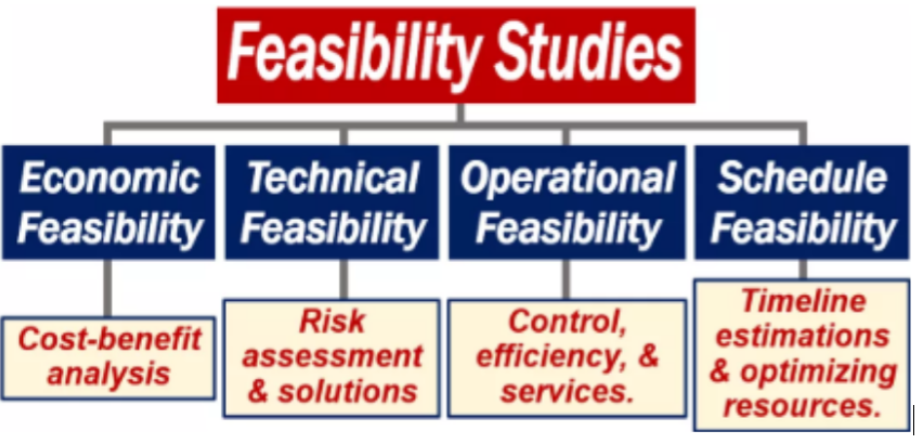 Feasibility Studies
Economic
Feasibility
Technical
Feasibility
Operational
Feasibility
Schedule
Feasibility
Cost-benefit
analysis
Risk
assessment
& solutions
Control,
efficiency, &
services.
Timeline
estimations
& optimizing
resources.